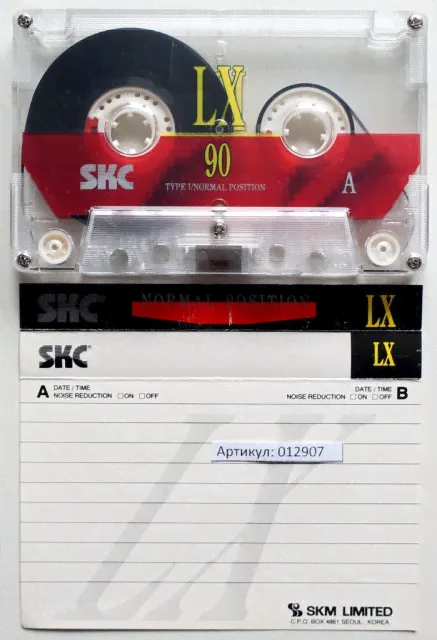 LX
90
SKC
TYPE I/NORMAL POSITION
A
SKC NORMAL POSITION LX
SKC LX
A DATE / TIME
NOISE REDUCTION ☐ON ☐OFF
DATE / TIME B
NOISE REDUCTION ☐ON ☐OFF
Артикул: 012907
LX
SKM LIMITED
C.P.O. BOX 4861 SEOUL, KOREA